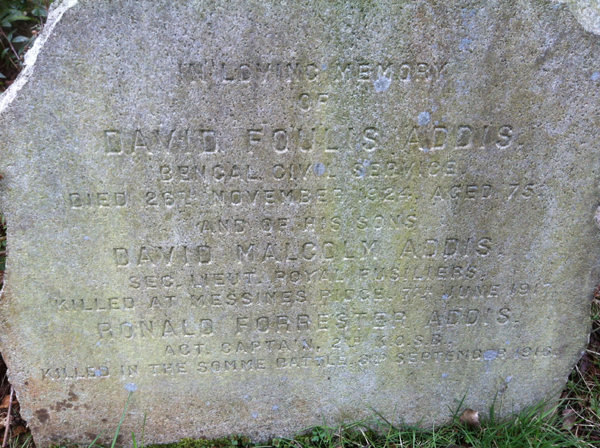 IN LOVING MEMORY
OF
DAVID FOULIS ADDIS.
BENGAL CIVIL SERVICE.
DIED 26TH NOVEMBER 1924, AGED 75.
AND OF HIS SONS
DAVID MALCOLM ADDIS.
SEC. LIEUT. ROYAL FUSILIERS,
KILLED AT MESSINES RIDGE, 7TH JUNE 1917.
RONALD FORRESTER ADDIS.
ACT. CAPTAIN, 2ND K.O.S.B.
KILLED IN THE SOMME BATTLE, 3RD SEPTEMBER 1916.